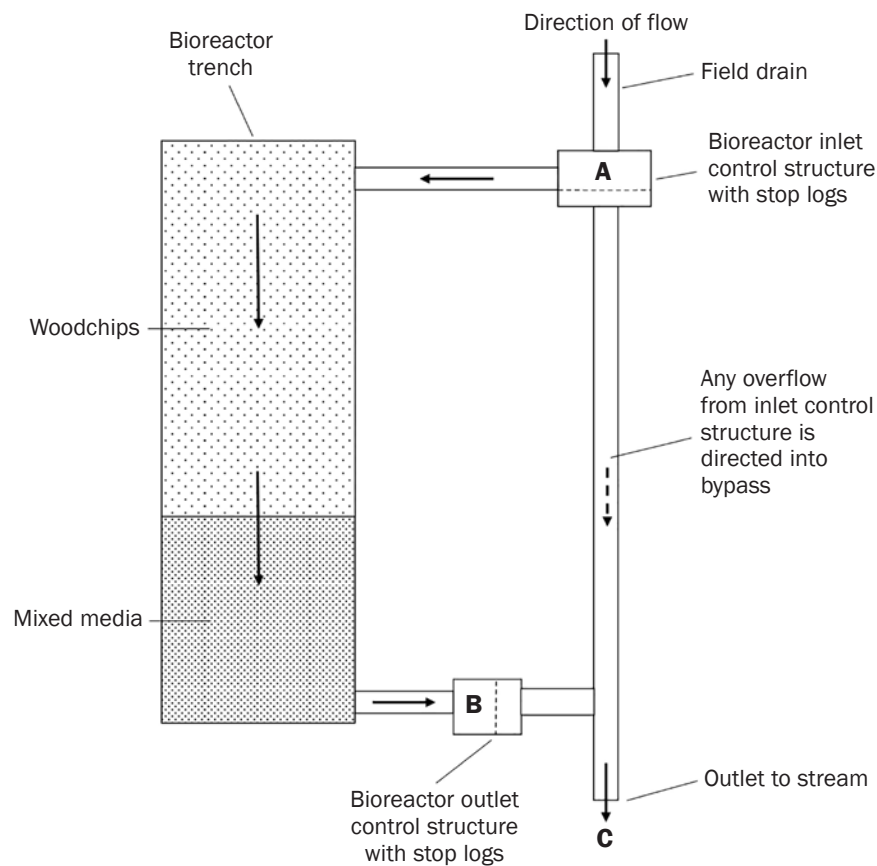 Direction of flow
Bioreactor
trench
Field drain
A
Bioreactor inlet
control structure
with stop logs
Woodchips
Any overflow
from inlet control
structure is
directed into
bypass
Mixed media
B
Bioreactor outlet
control structure
with stop logs
Outlet to stream
C